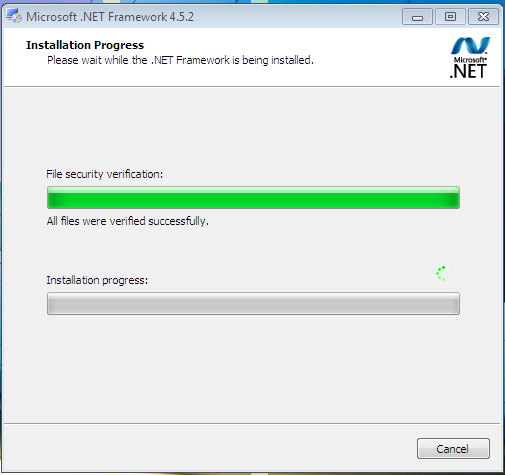 Microsoft .NET Framework 4.5.2
Installation Progress
Please wait while the .NET Framework is being installed.
Microsoft®
.NET
File security verification:
All files were verified successfully.
Installation progress:
Cancel